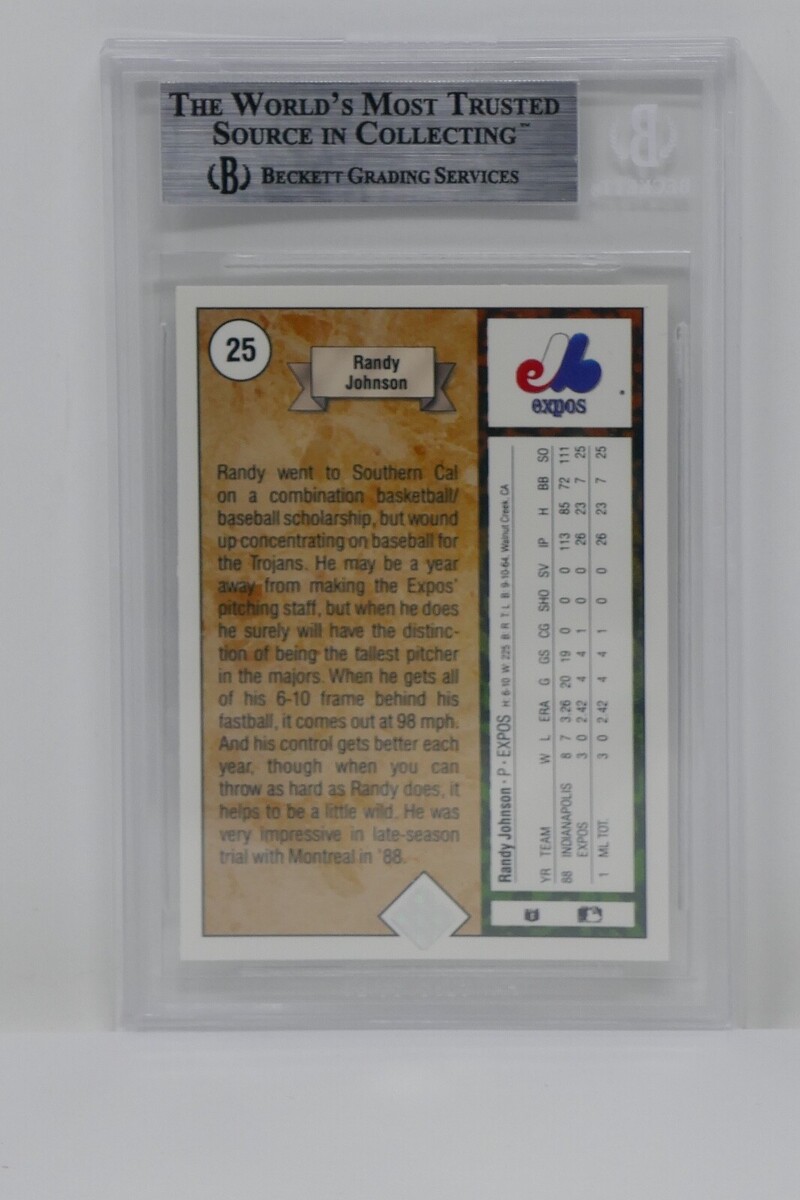 THE WORLD'S MOST TRUSTED
SOURCE IN COLLECTING™
(B) BECKETT GRADING SERVICES
25
Randy
Johnson
Randy went to Southern Cal
on a combination basketball/
baseball scholarship, but wound
up concentrating on baseball for
the Trojans. He may be a year
away from making the Expos'
pitching staff, but when he does
he surely will have the distinc-
tion of being the tallest pitcher
in the majors. When he gets all
of his 6-10 frame behind his
fastball, it comes out at 98 mph.
And his control gets better each
year, though when you can
throw as hard as Randy does, it
helps to be a little wild. He was
very impressive in late-season
trial with Montreal in '88.
expos
Randy Johnson · P · EXPOS H 6-10 W 225 B R T L B 9-10-64, Walnut Creek, CA
YR TEAM W L ERA G GS CG SHO SV IP H BB SO
88 INDIANAPOLIS 8 7 3.26 20 19 0 0 0 113 85 72 111
EXPOS 3 0 2.42 4 4 1 0 0 26 23 7 25
1 ML TOT. 3 0 2.42 4 4 1 0 0 26 23 7 25